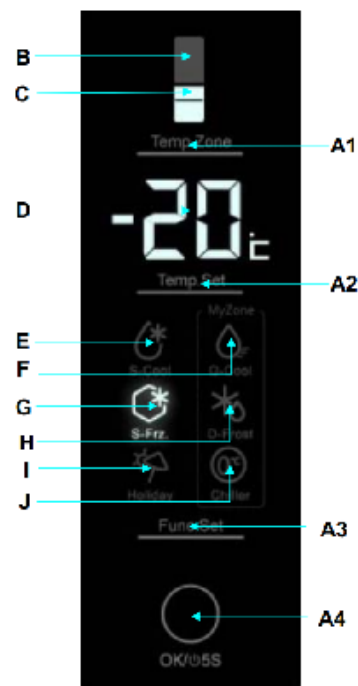 B
C
Temp Zone
A1
D
-20 °C
Temp Set
A2
MyZone
E
S-Cool
Q-Cool
F
G
S-Frz.
D-Frost
H
I
Holiday
Chiller
J
Func Set
A3
A4
OK/⏻5S